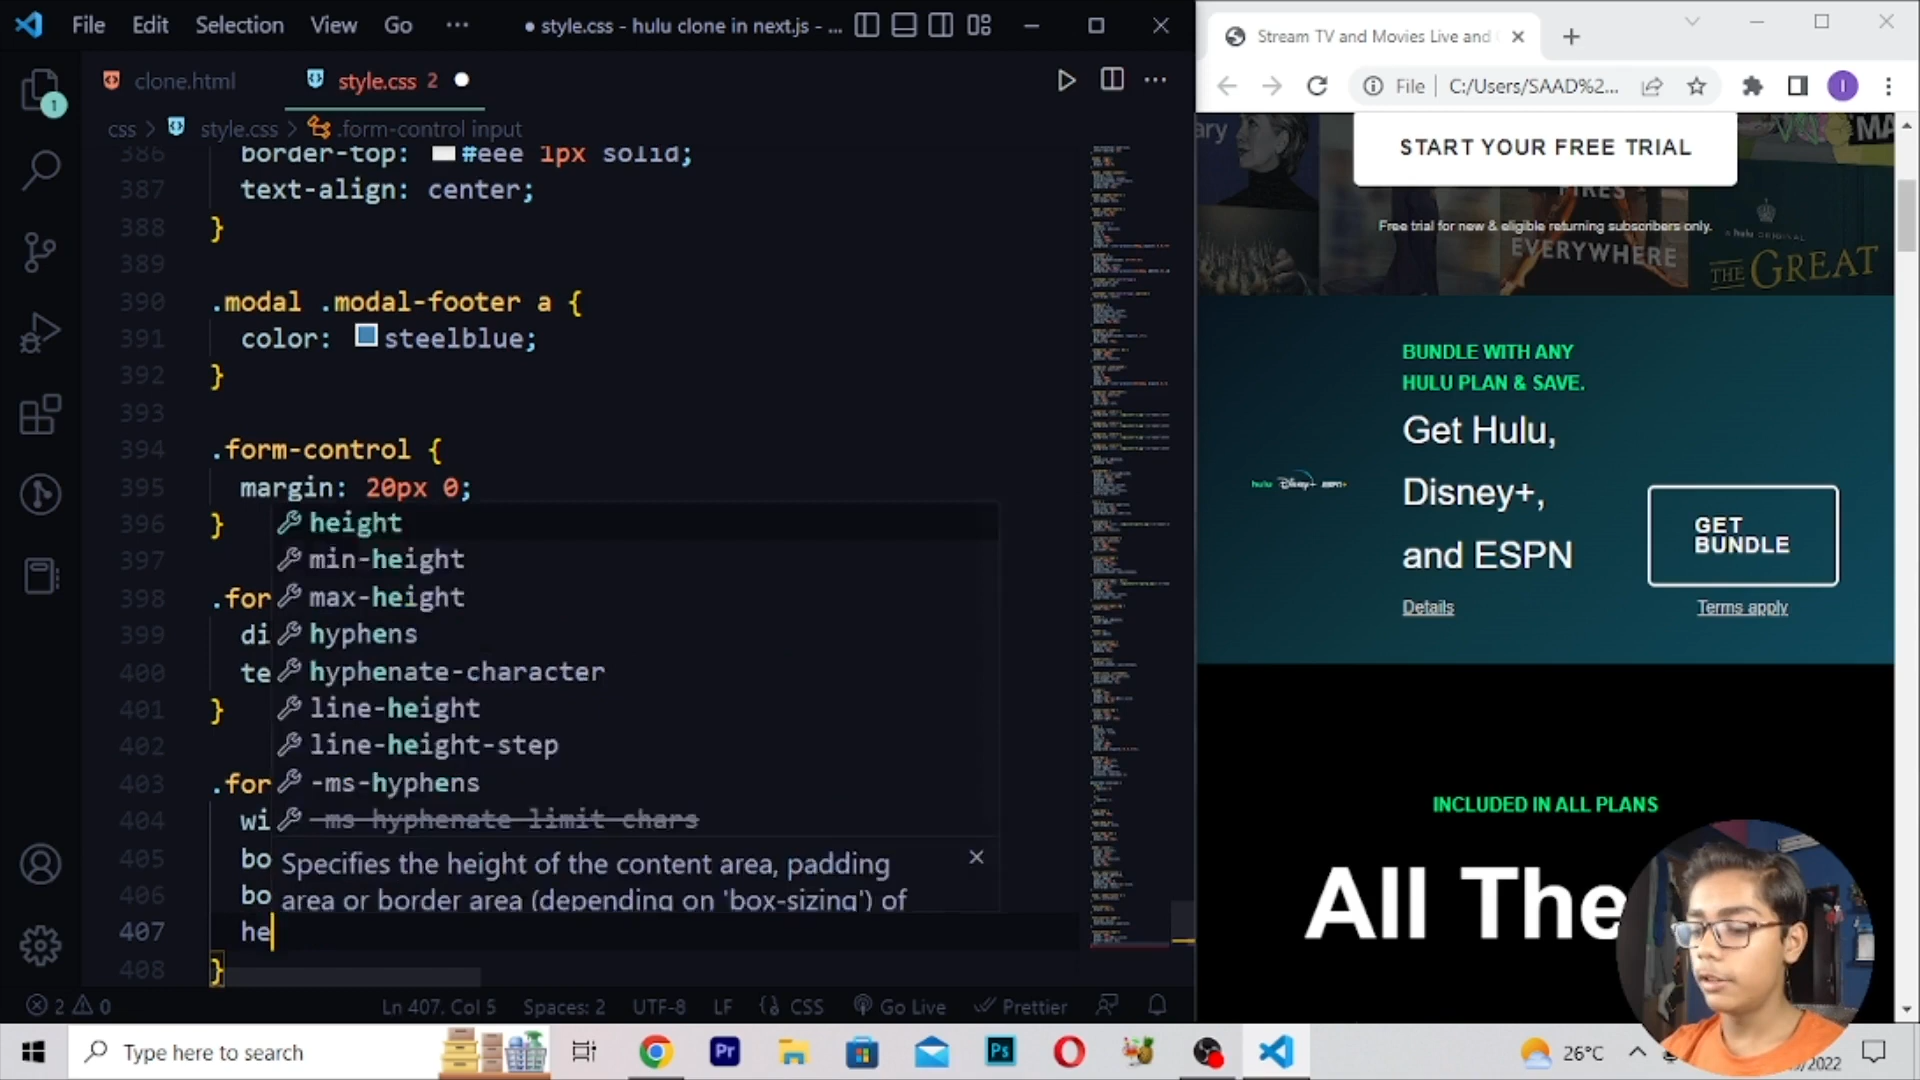 File Edit Selection View Go ···
style.css - hulu clone in next.js - ...
clone.html
style.css 2
css > style.css > .form-control input
386 border-top: #eee 1px solid;
387 text-align: center;
388 }
389
390 .modal .modal-footer a {
391 color: steelblue;
392 }
393
394 .form-control {
395 margin: 20px 0;
396 }
397
398 .for
399 di
400 te
401 }
402
403 .for
404 wi
405 bo
406 bo
407 he
408 }
height
min-height
max-height
hyphens
hyphenate-character
line-height
line-height-step
-ms-hyphens
-ms-hyphenate-limit-chars
Specifies the height of the content area, padding
area or border area (depending on 'box-sizing') of
1
2 0
Ln 407, Col 5 Spaces: 2 UTF-8 LF CSS Go Live Prettier
Stream TV and Movies Live and
File C:/Users/SAAD%2...
I
START YOUR FREE TRIAL
Free trial for new & eligible returning subscribers only.
EVERYWHERE
THE GREAT
BUNDLE WITH ANY
HULU PLAN & SAVE.
Get Hulu,
Disney+,
and ESPN
hulu Disney+ ESPN+
GET
BUNDLE
Details
Terms apply
INCLUDED IN ALL PLANS
All The
Type here to search
Pr
Ps
26°C
/2022